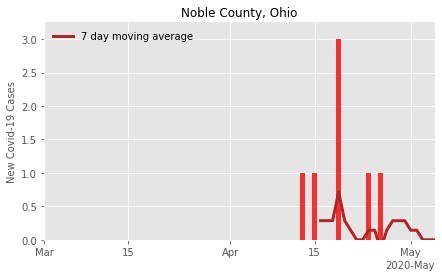 Noble County, Ohio
7 day moving average
New Covid-19 Cases
3.0
2.5
2.0
1.5
1.0
0.5
0.0
Mar 15 Apr 15 May
2020-May